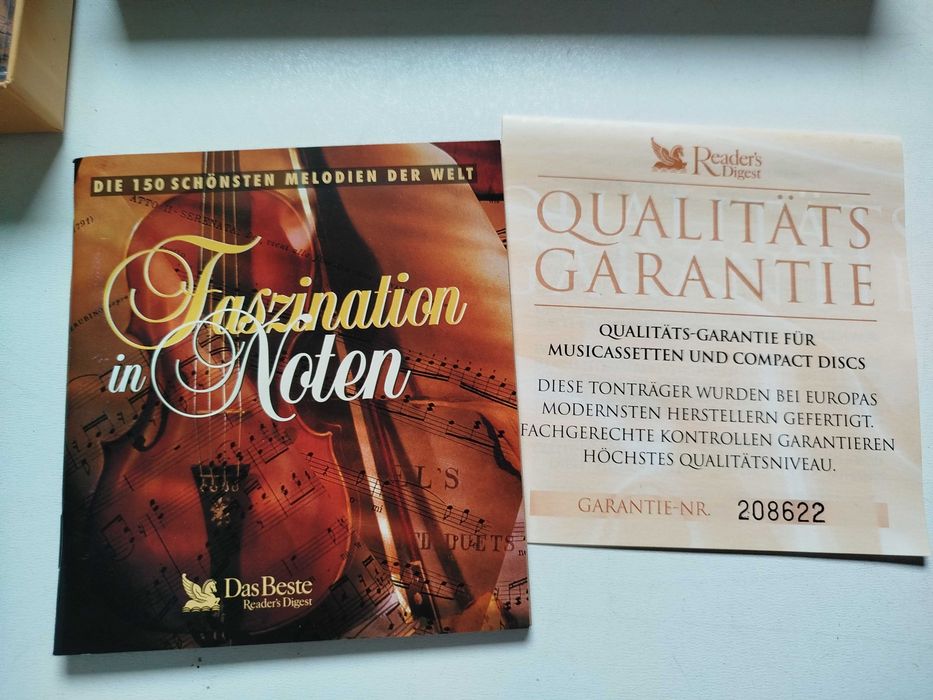 DIE 150 SCHÖNSTEN MELODIEN DER WELT
Faszination
in Noten
L'S
DUETS
Das Beste
Reader's Digest
Reader's
Digest
QUALITÄTS
GARANTIE
QUALITÄTS-GARANTIE FÜR
MUSICASSETTEN UND COMPACT DISCS
DIESE TONTRÄGER WURDEN BEI EUROPAS
MODERNSTEN HERSTELLERN GEFERTIGT.
FACHGERECHTE KONTROLLEN GARANTIEREN
HÖCHSTES QUALITÄTSNIVEAU.
GARANTIE-NR. 208622